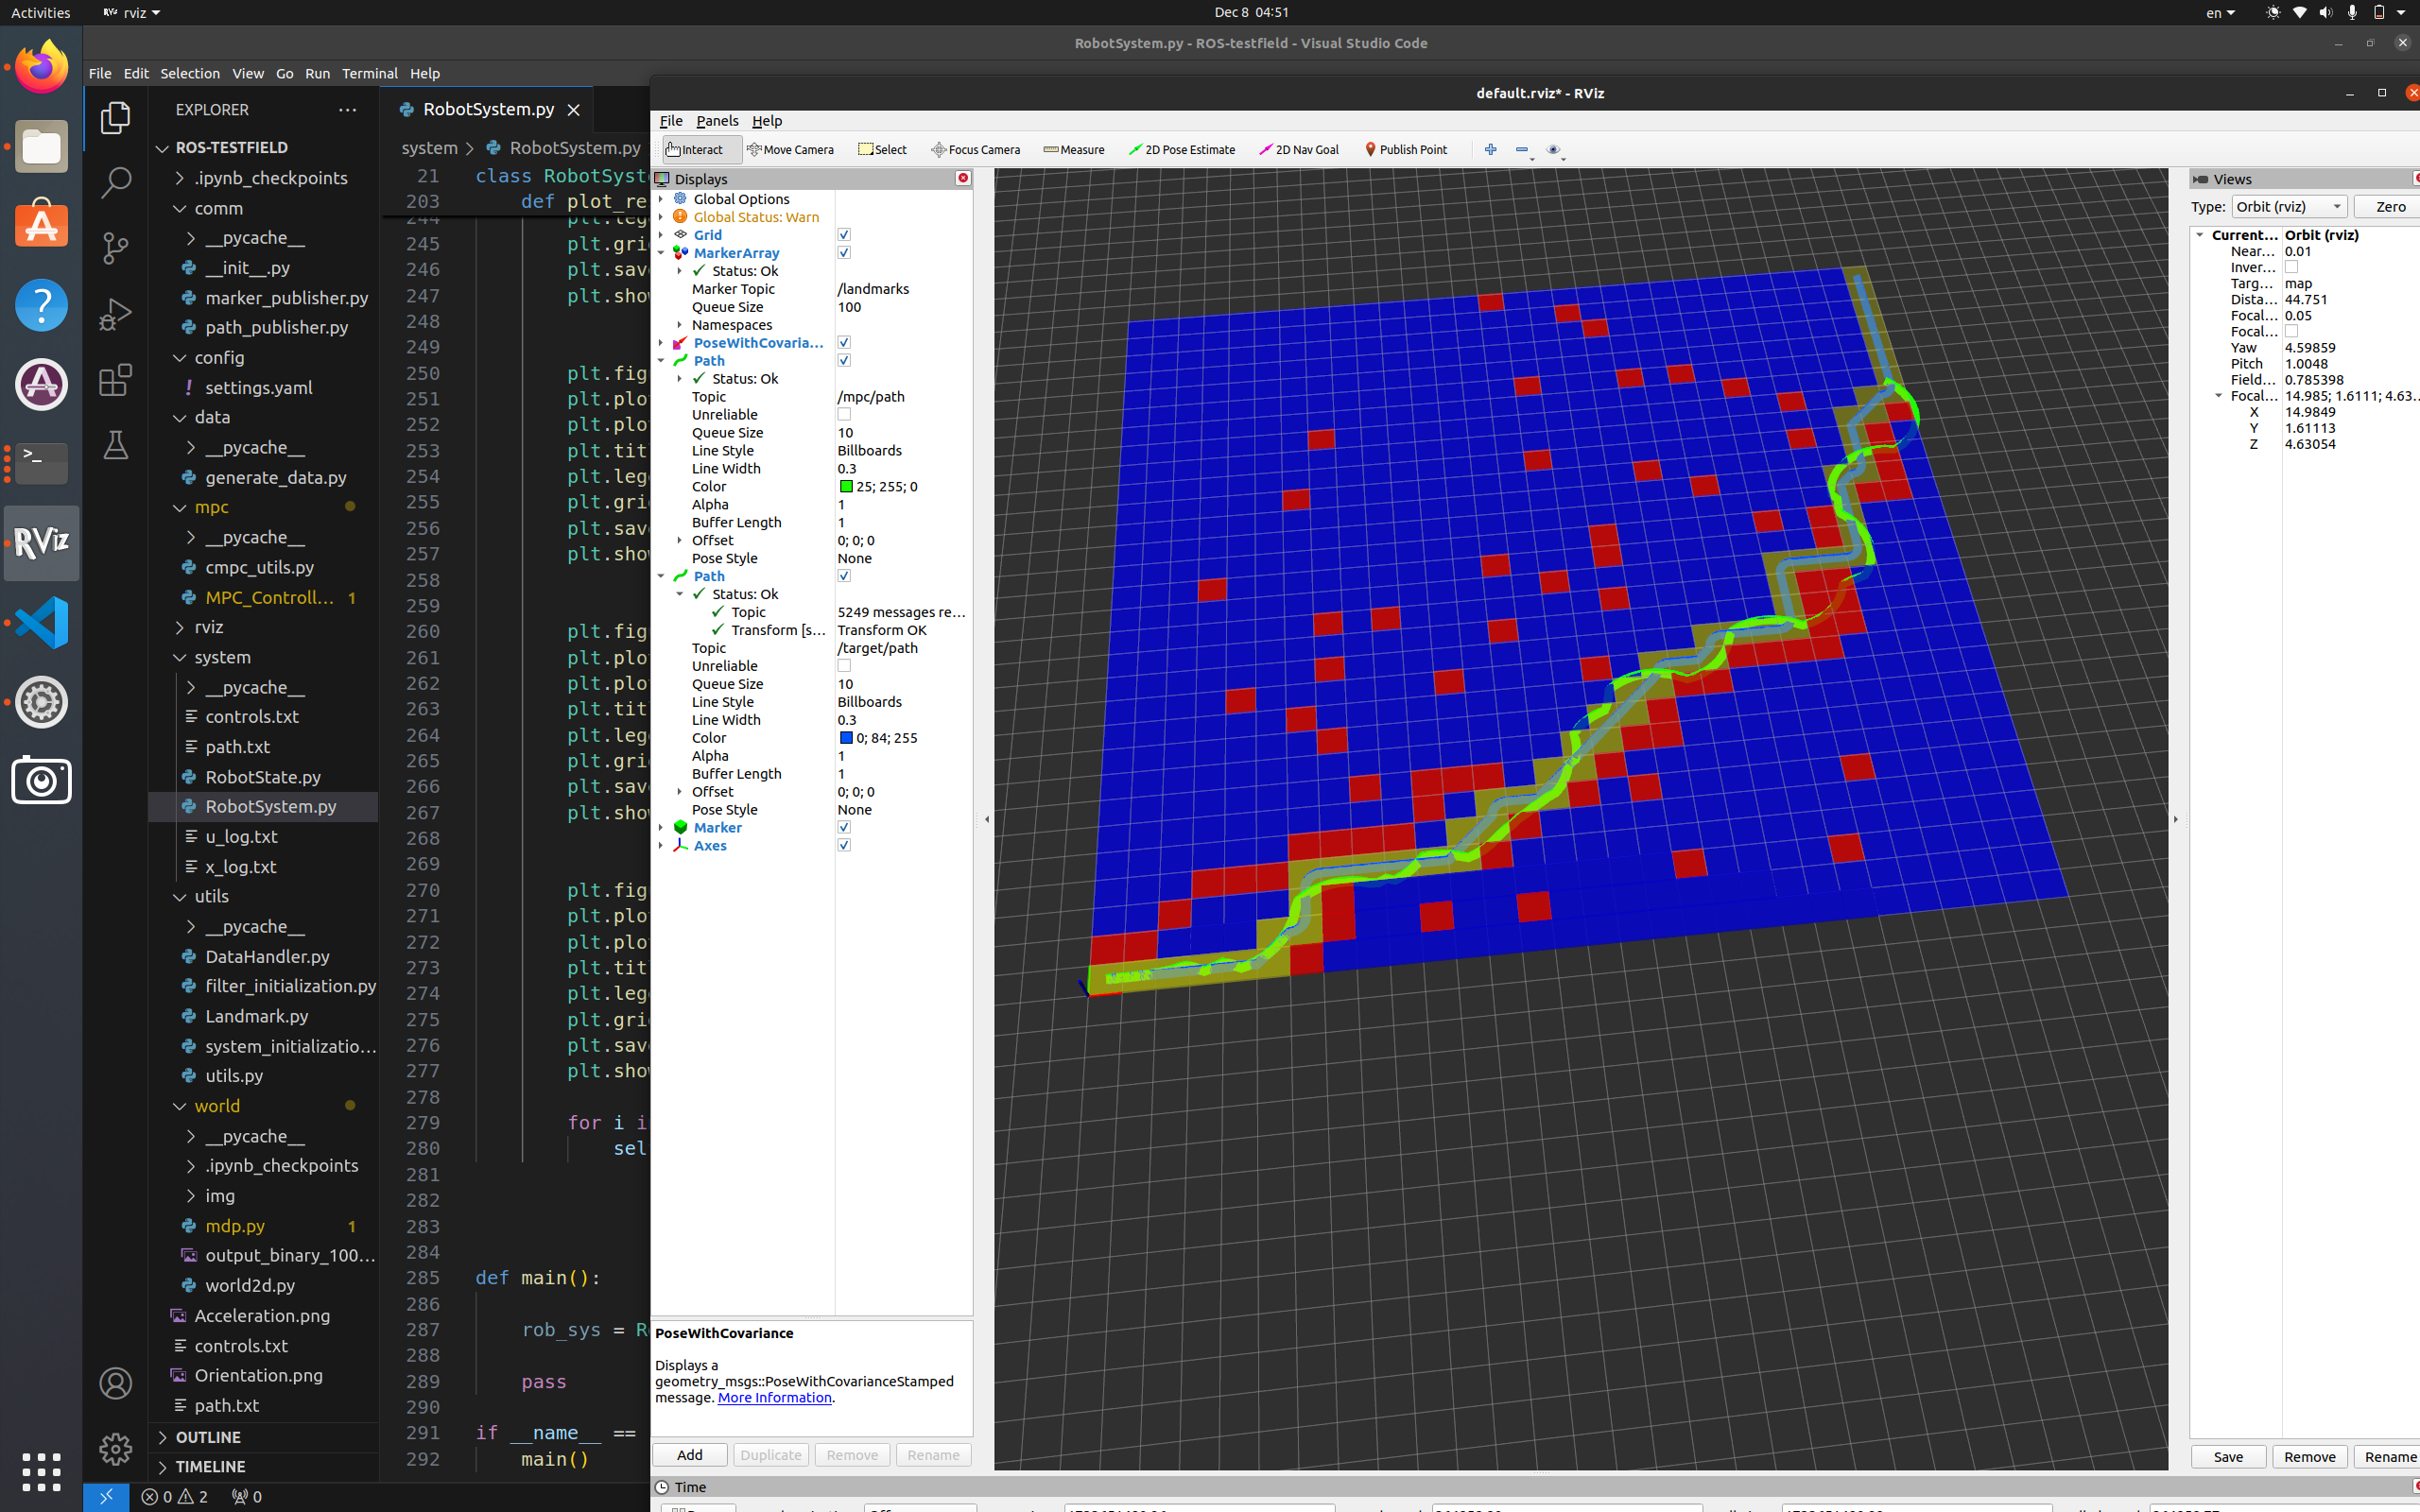 Activities
RViz rviz
Dec 8 04:51
en
RobotSystem.py - ROS-testfield - Visual Studio Code
File Edit Selection View Go Run Terminal Help
EXPLORER
ROS-TESTFIELD
.ipynb_checkpoints
comm
__pycache__
__init__.py
marker_publisher.py
path_publisher.py
config
! settings.yaml
data
__pycache__
generate_data.py
mpc
__pycache__
cmpc_utils.py
MPC_Controll... 1
rviz
system
__pycache__
controls.txt
path.txt
RobotState.py
RobotSystem.py
u_log.txt
x_log.txt
utils
__pycache__
DataHandler.py
filter_initialization.py
Landmark.py
system_initializatio...
utils.py
world
__pycache__
.ipynb_checkpoints
img
mdp.py 1
output_binary_100...
world2d.py
Acceleration.png
controls.txt
Orientation.png
path.txt
OUTLINE
TIMELINE
0 2 0
RViz
RobotSystem.py
system > RobotSystem.py
21 class RobotSyst
203 def plot_re
244 plt.leg
245 plt.gri
246 plt.sav
247 plt.sho
248
249
250 plt.fig
251 plt.plo
252 plt.plo
253 plt.tit
254 plt.leg
255 plt.gri
256 plt.sav
257 plt.sho
258
259
260 plt.fig
261 plt.plo
262 plt.plo
263 plt.tit
264 plt.leg
265 plt.gri
266 plt.sav
267 plt.sho
268
269
270 plt.fig
271 plt.plo
272 plt.plo
273 plt.tit
274 plt.leg
275 plt.gri
276 plt.sav
277 plt.sho
278
279 for i i
280 sel
281
282
283
284
285 def main():
286
287 rob_sys = R
288
289 pass
290
291 if __name__ ==
292 main()
default.rviz* - RViz
File Panels Help
Interact Move Camera Select Focus Camera Measure 2D Pose Estimate 2D Nav Goal Publish Point
Displays
Global Options
Global Status: Warn
Grid
MarkerArray
Status: Ok
Marker Topic /landmarks
Queue Size 100
Namespaces
PoseWithCovaria...
Path
Status: Ok
Topic /mpc/path
Unreliable
Queue Size 10
Line Style Billboards
Line Width 0.3
Color 25; 255; 0
Alpha 1
Buffer Length 1
Offset 0; 0; 0
Pose Style None
Path
Status: Ok
Topic 5249 messages re...
Transform [s... Transform OK
Topic /target/path
Unreliable
Queue Size 10
Line Style Billboards
Line Width 0.3
Color 0; 84; 255
Alpha 1
Buffer Length 1
Offset 0; 0; 0
Pose Style None
Marker
Axes
PoseWithCovariance
Displays a
geometry_msgs::PoseWithCovarianceStamped
message. More Information.
Add Duplicate Remove Rename
Time
Views
Type: Orbit (rviz) Zero
Current... Orbit (rviz)
Near... 0.01
Inver...
Targ... map
Dista... 44.751
Focal... 0.05
Focal...
Yaw 4.59859
Pitch 1.0048
Field... 0.785398
Focal... 14.985; 1.6111; 4.63...
X 14.9849
Y 1.61113
Z 4.63054
Save Remove Rename